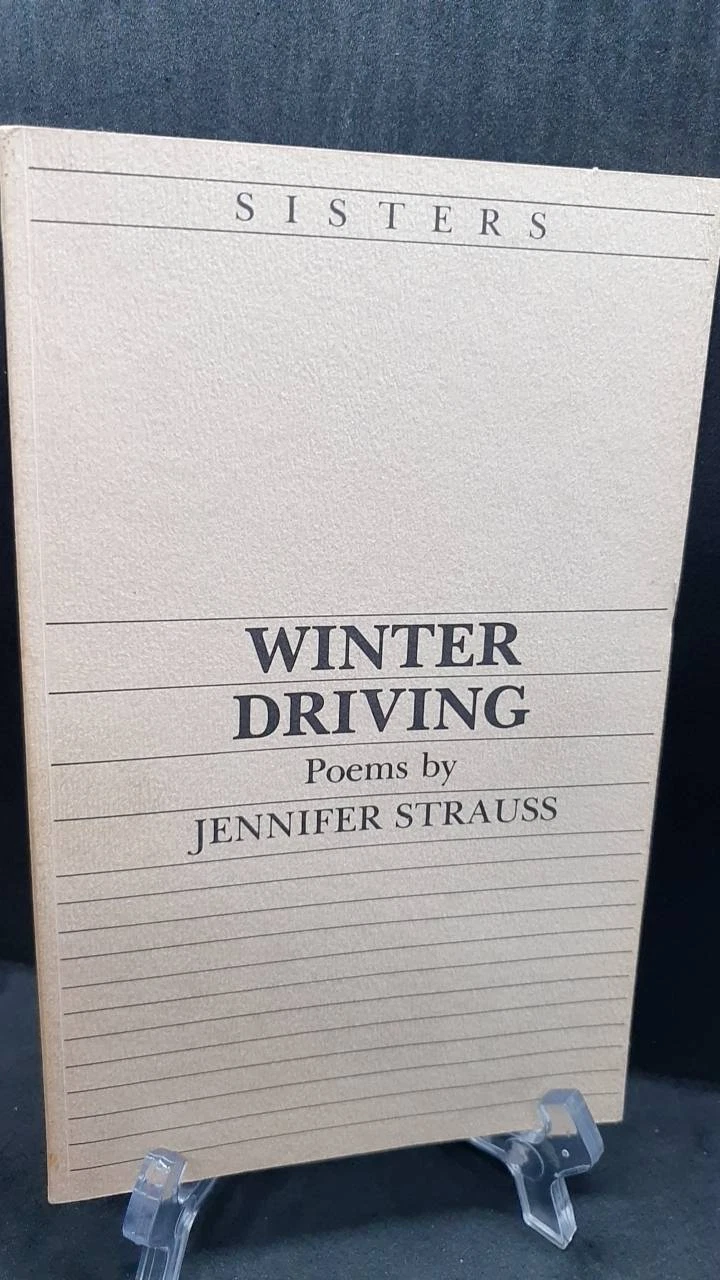 SISTERS
WINTER
DRIVING
Poems by
JENNIFER STRAUSS